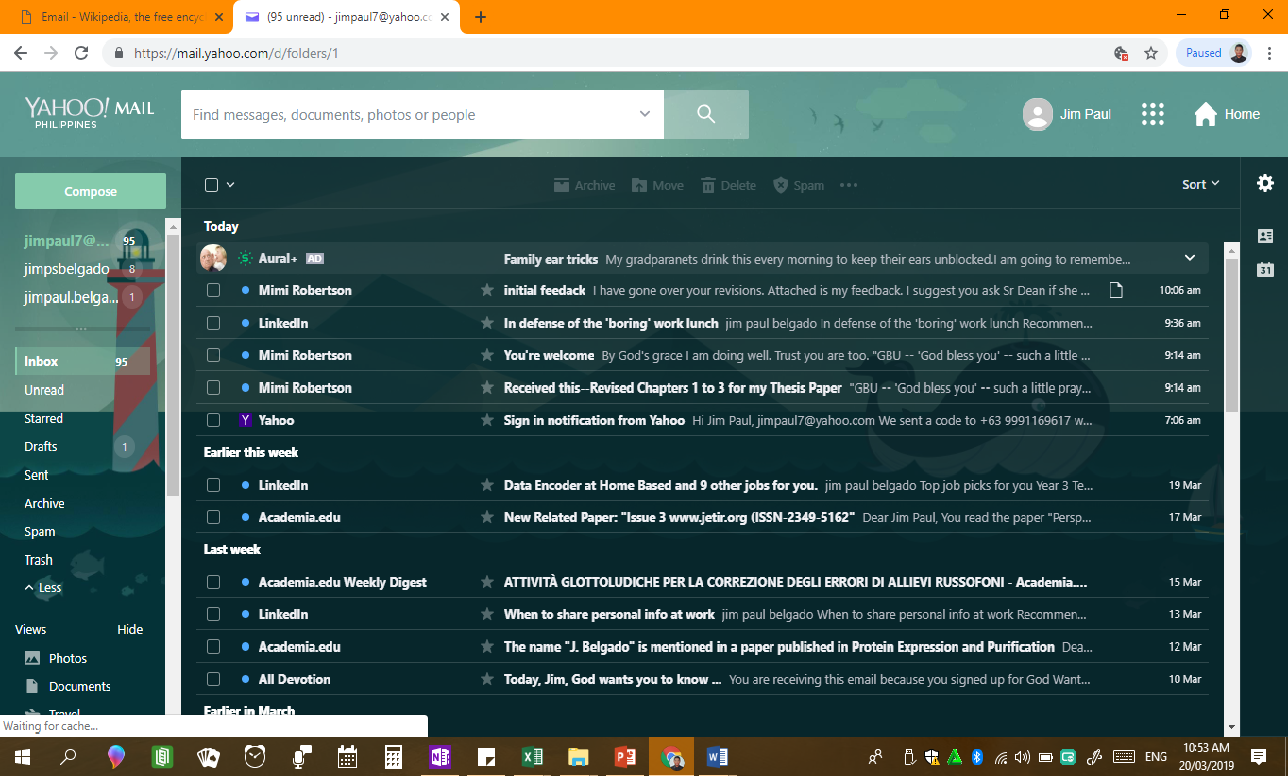 Email - Wikipedia, the free ency
(95 unread) - jimpaul7@yahoo.co
https://mail.yahoo.com/d/folders/1
Paused
YAHOO! MAIL
PHILIPPINES
Find messages, documents, photos or people
Jim Paul
Home
Compose
Archive Move Delete Spam
Sort
jimpaul7@... 95
jimpsbelgado 8
jimpaul.belga... 1
Inbox 95
Unread
Starred
Drafts 1
Sent
Archive
Spam
Trash
Less
Views Hide
Photos
Documents
Travel
Today
Aural+ AD Family ear tricks My gradparanets drink this every morning to keep their ears unblocked.I am going to remembe...
Mimi Robertson initial feedack I have gone over your revisions. Attached is my feedback. I suggest you ask Sr Dean if she ... 10:06 am
LinkedIn In defense of the 'boring' work lunch jim paul belgado In defense of the 'boring' work lunch Recommen... 9:36 am
Mimi Robertson You're welcome By God's grace I am doing well. Trust you are too. "GBU -- 'God bless you' -- such a little ... 9:14 am
Mimi Robertson Received this--Revised Chapters 1 to 3 for my Thesis Paper "GBU -- 'God bless you' -- such a little pray... 9:14 am
Y Yahoo Sign in notification from Yahoo Hi Jim Paul, jimpaul7@yahoo.com We sent a code to +63 9991169617 w... 7:06 am
Earlier this week
LinkedIn Data Encoder at Home Based and 9 other jobs for you. jim paul belgado Top job picks for you Year 3 Te... 19 Mar
Academia.edu New Related Paper: "Issue 3 www.jetir.org (ISSN-2349-5162" Dear Jim Paul, You read the paper "Persp... 17 Mar
Last week
Academia.edu Weekly Digest ATTIVITÀ GLOTTOLUDICHE PER LA CORREZIONE DEGLI ERRORI DI ALLIEVI RUSSOFONI - Academia.... 15 Mar
LinkedIn When to share personal info at work jim paul belgado When to share personal info at work Recommen... 13 Mar
Academia.edu The name "J. Belgado" is mentioned in a paper published in Protein Expression and Purification Dea... 12 Mar
All Devotion Today, Jim, God wants you to know ... You are receiving this email because you signed up for God Want... 10 Mar
Earlier in March
31
Waiting for cache...
ENG
10:53 AM
20/03/2019